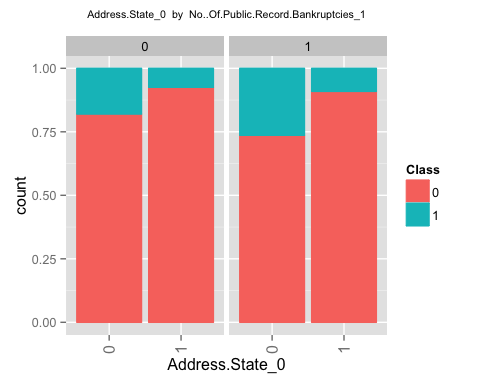 Address.State_0 by No..Of.Public.Record.Bankruptcies_1
0 1
1.00
0.75
0.50
0.25
0.00
count
0 1 0 1
Address.State_0
Class
0
1